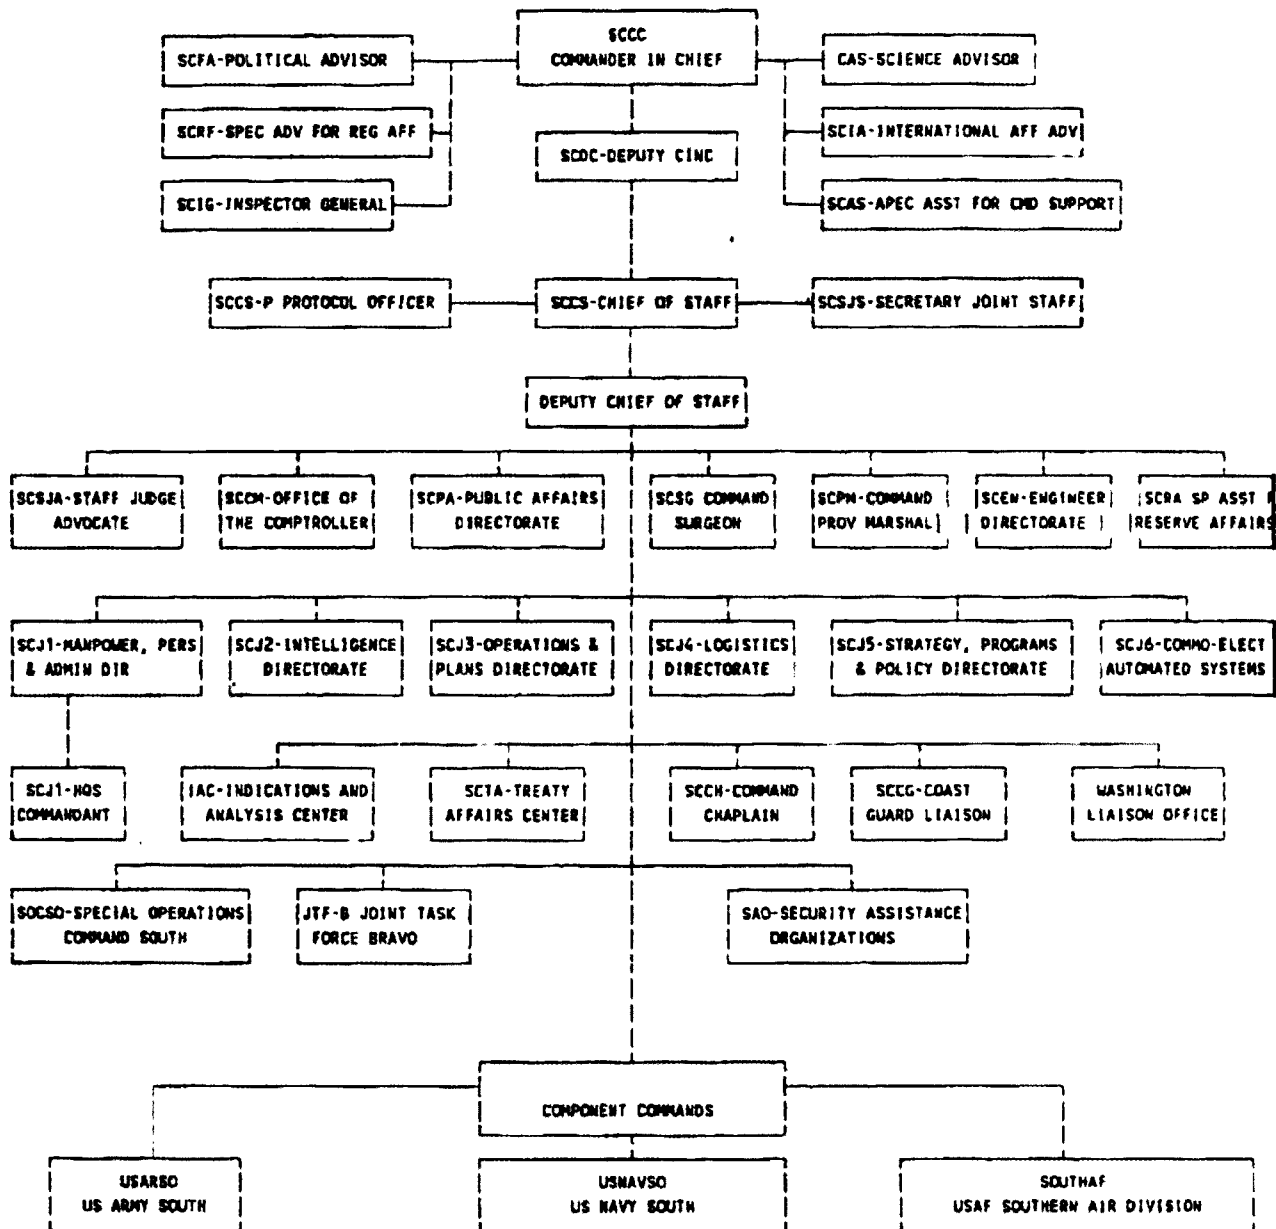 SCCC
COMMANDER IN CHIEF
SCFA-POLITICAL ADVISOR
CAS-SCIENCE ADVISOR
SCRF-SPEC ADV FOR REG AFF
SCIA-INTERNATIONAL AFF ADV
SCDC-DEPUTY CINC
SCIG-INSPECTOR GENERAL
SCAS-APEC ASST FOR CMD SUPPORT
SCCS-P PROTOCOL OFFICER
SCCS-CHIEF OF STAFF
SCSJS-SECRETARY JOINT STAFF
DEPUTY CHIEF OF STAFF
SCSJA-STAFF JUDGE
ADVOCATE
SCCM-OFFICE OF
THE COMPTROLLER
SCPA-PUBLIC AFFAIRS
DIRECTORATE
SCSG COMMAND
SURGEON
SCPM-COMMAND
PROV MARSHAL
SCEN-ENGINEER
DIRECTORATE
SCRA SP ASST F
RESERVE AFFAIRS
SCJ1-MANPOWER, PERS
& ADMIN DIR
SCJ2-INTELLIGENCE
DIRECTORATE
SCJ3-OPERATIONS &
PLANS DIRECTORATE
SCJ4-LOGISTICS
DIRECTORATE
SCJ5-STRATEGY, PROGRAMS
& POLICY DIRECTORATE
SCJ6-COMMO-ELECT
AUTOMATED SYSTEMS
SCJ1-HQS
COMMANDANT
IAC-INDICATIONS AND
ANALYSIS CENTER
SCTA-TREATY
AFFAIRS CENTER
SCCH-COMMAND
CHAPLAIN
SCCG-COAST
GUARD LIAISON
WASHINGTON
LIAISON OFFICE
SOCSO-SPECIAL OPERATIONS
COMMAND SOUTH
JTF-B JOINT TASK
FORCE BRAVO
SAO-SECURITY ASSISTANCE
ORGANIZATIONS
COMPONENT COMMANDS
USARSO
US ARMY SOUTH
USNAVSO
US NAVY SOUTH
SOUTHAF
USAF SOUTHERN AIR DIVISION